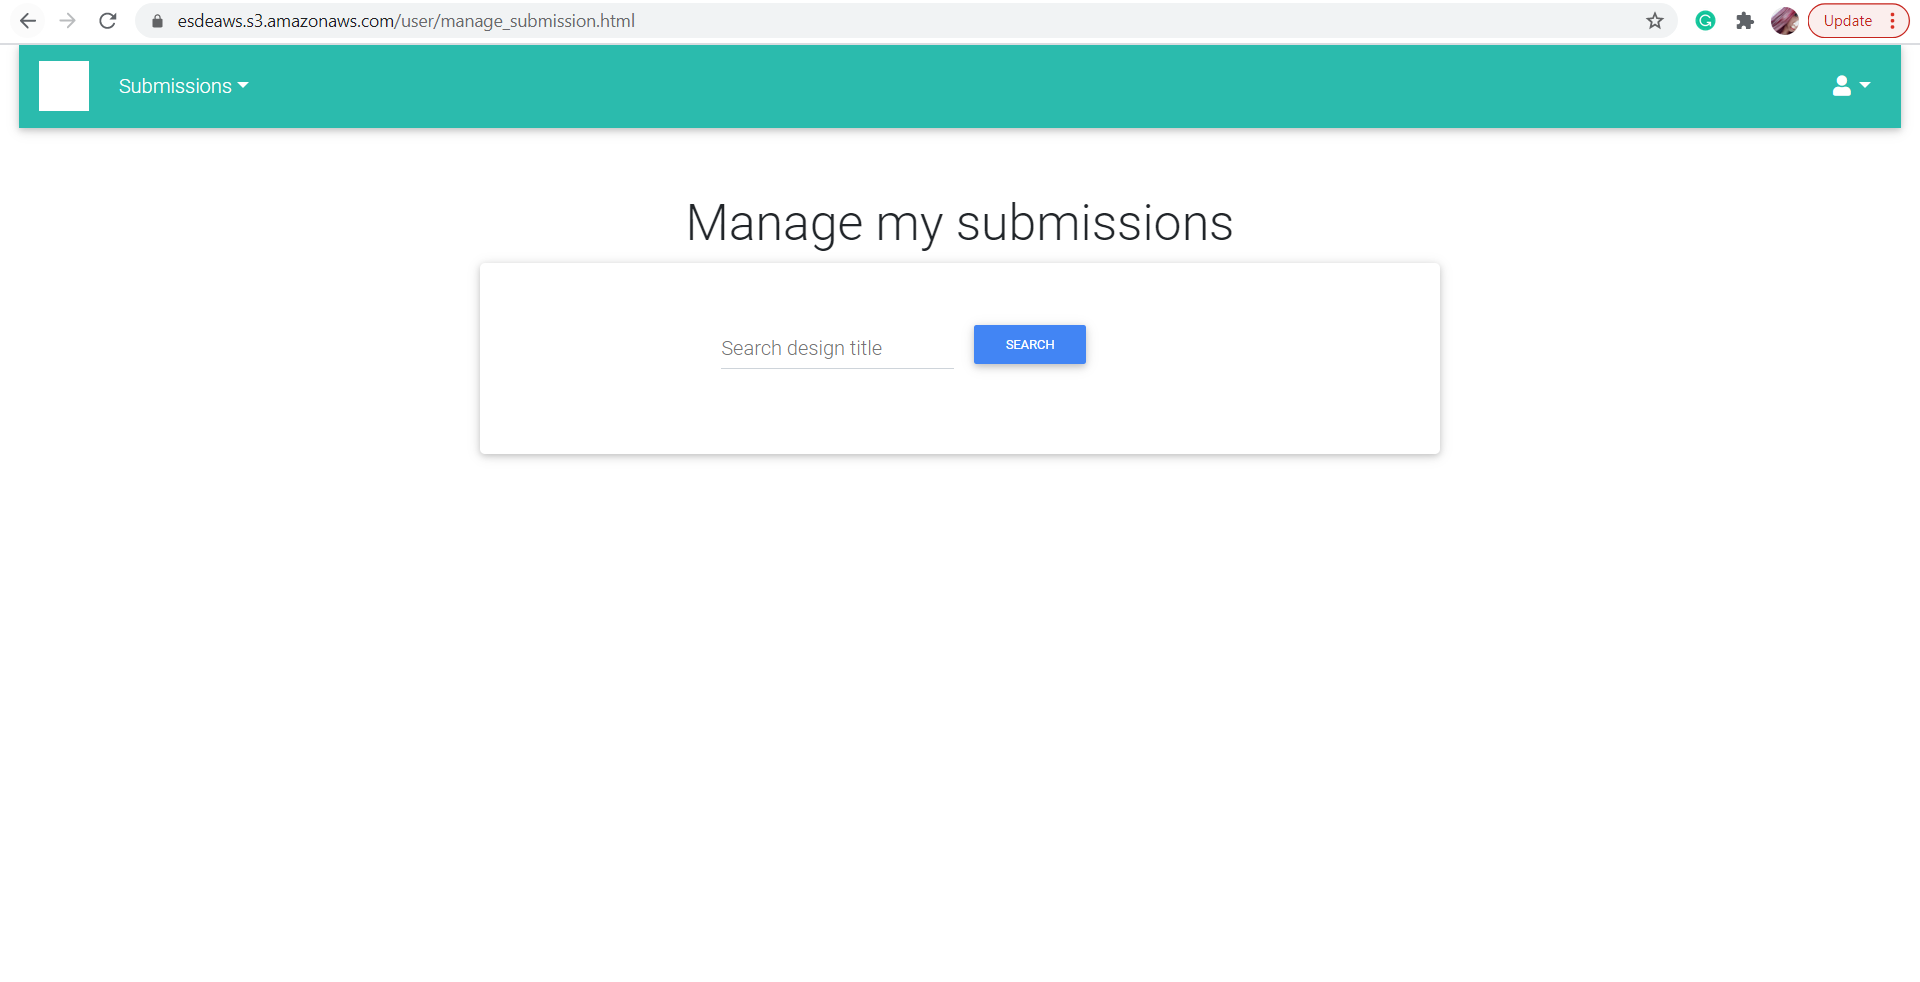 esdeaws.s3.amazonaws.com/user/manage_submission.html
Update
Submissions
Manage my submissions
Search design title
SEARCH